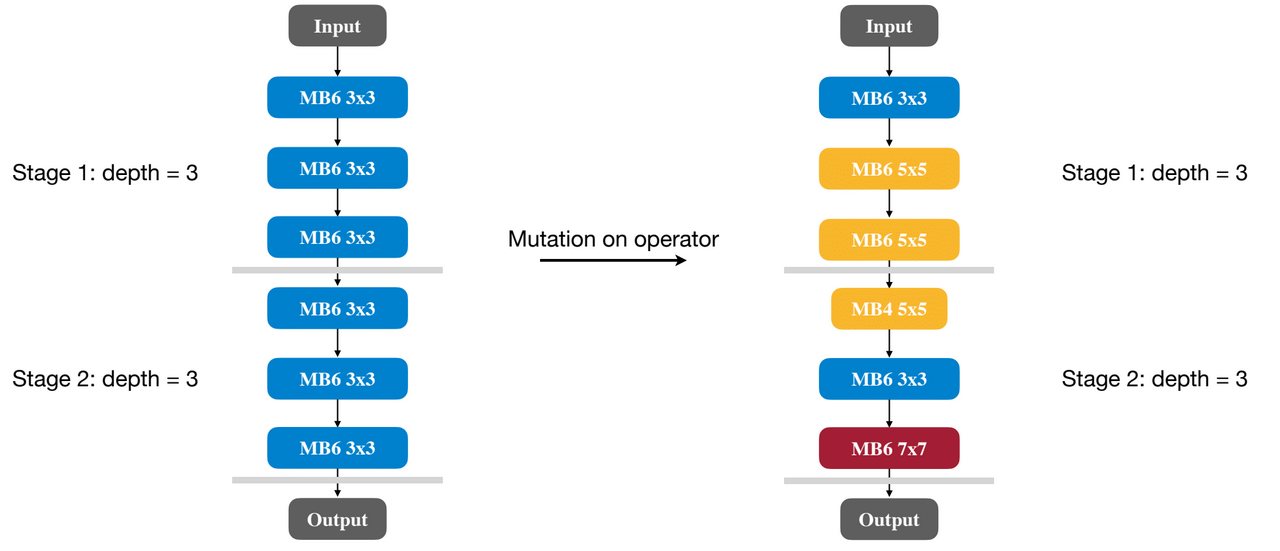 Input
MB6 3x3
MB6 3x3
MB6 3x3
Stage 1: depth = 3
MB6 3x3
MB6 3x3
MB6 3x3
Stage 2: depth = 3
Output
Mutation on operator
Input
MB6 3x3
MB6 5x5
MB6 5x5
Stage 1: depth = 3
MB4 5x5
MB6 3x3
MB6 7x7
Stage 2: depth = 3
Output